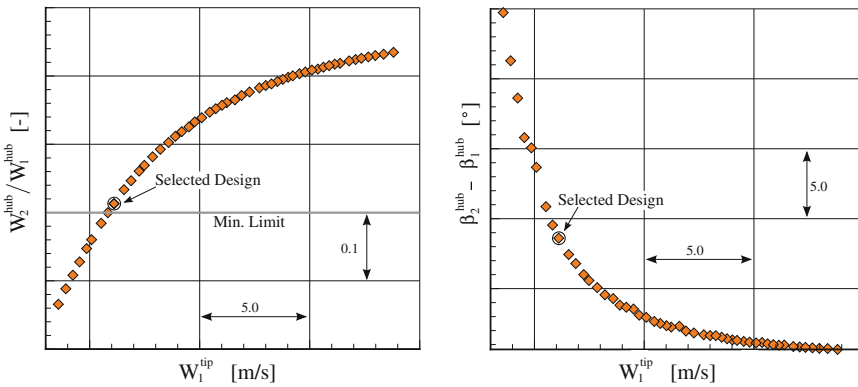 W₂ʰᵘᵇ/W₁ʰᵘᵇ [-]
Selected Design
Min. Limit
0.1
5.0
W₁ᵗⁱᵖ [m/s]
β₂ʰᵘᵇ – β₁ʰᵘᵇ [°]
5.0
Selected Design
5.0
W₁ᵗⁱᵖ [m/s]